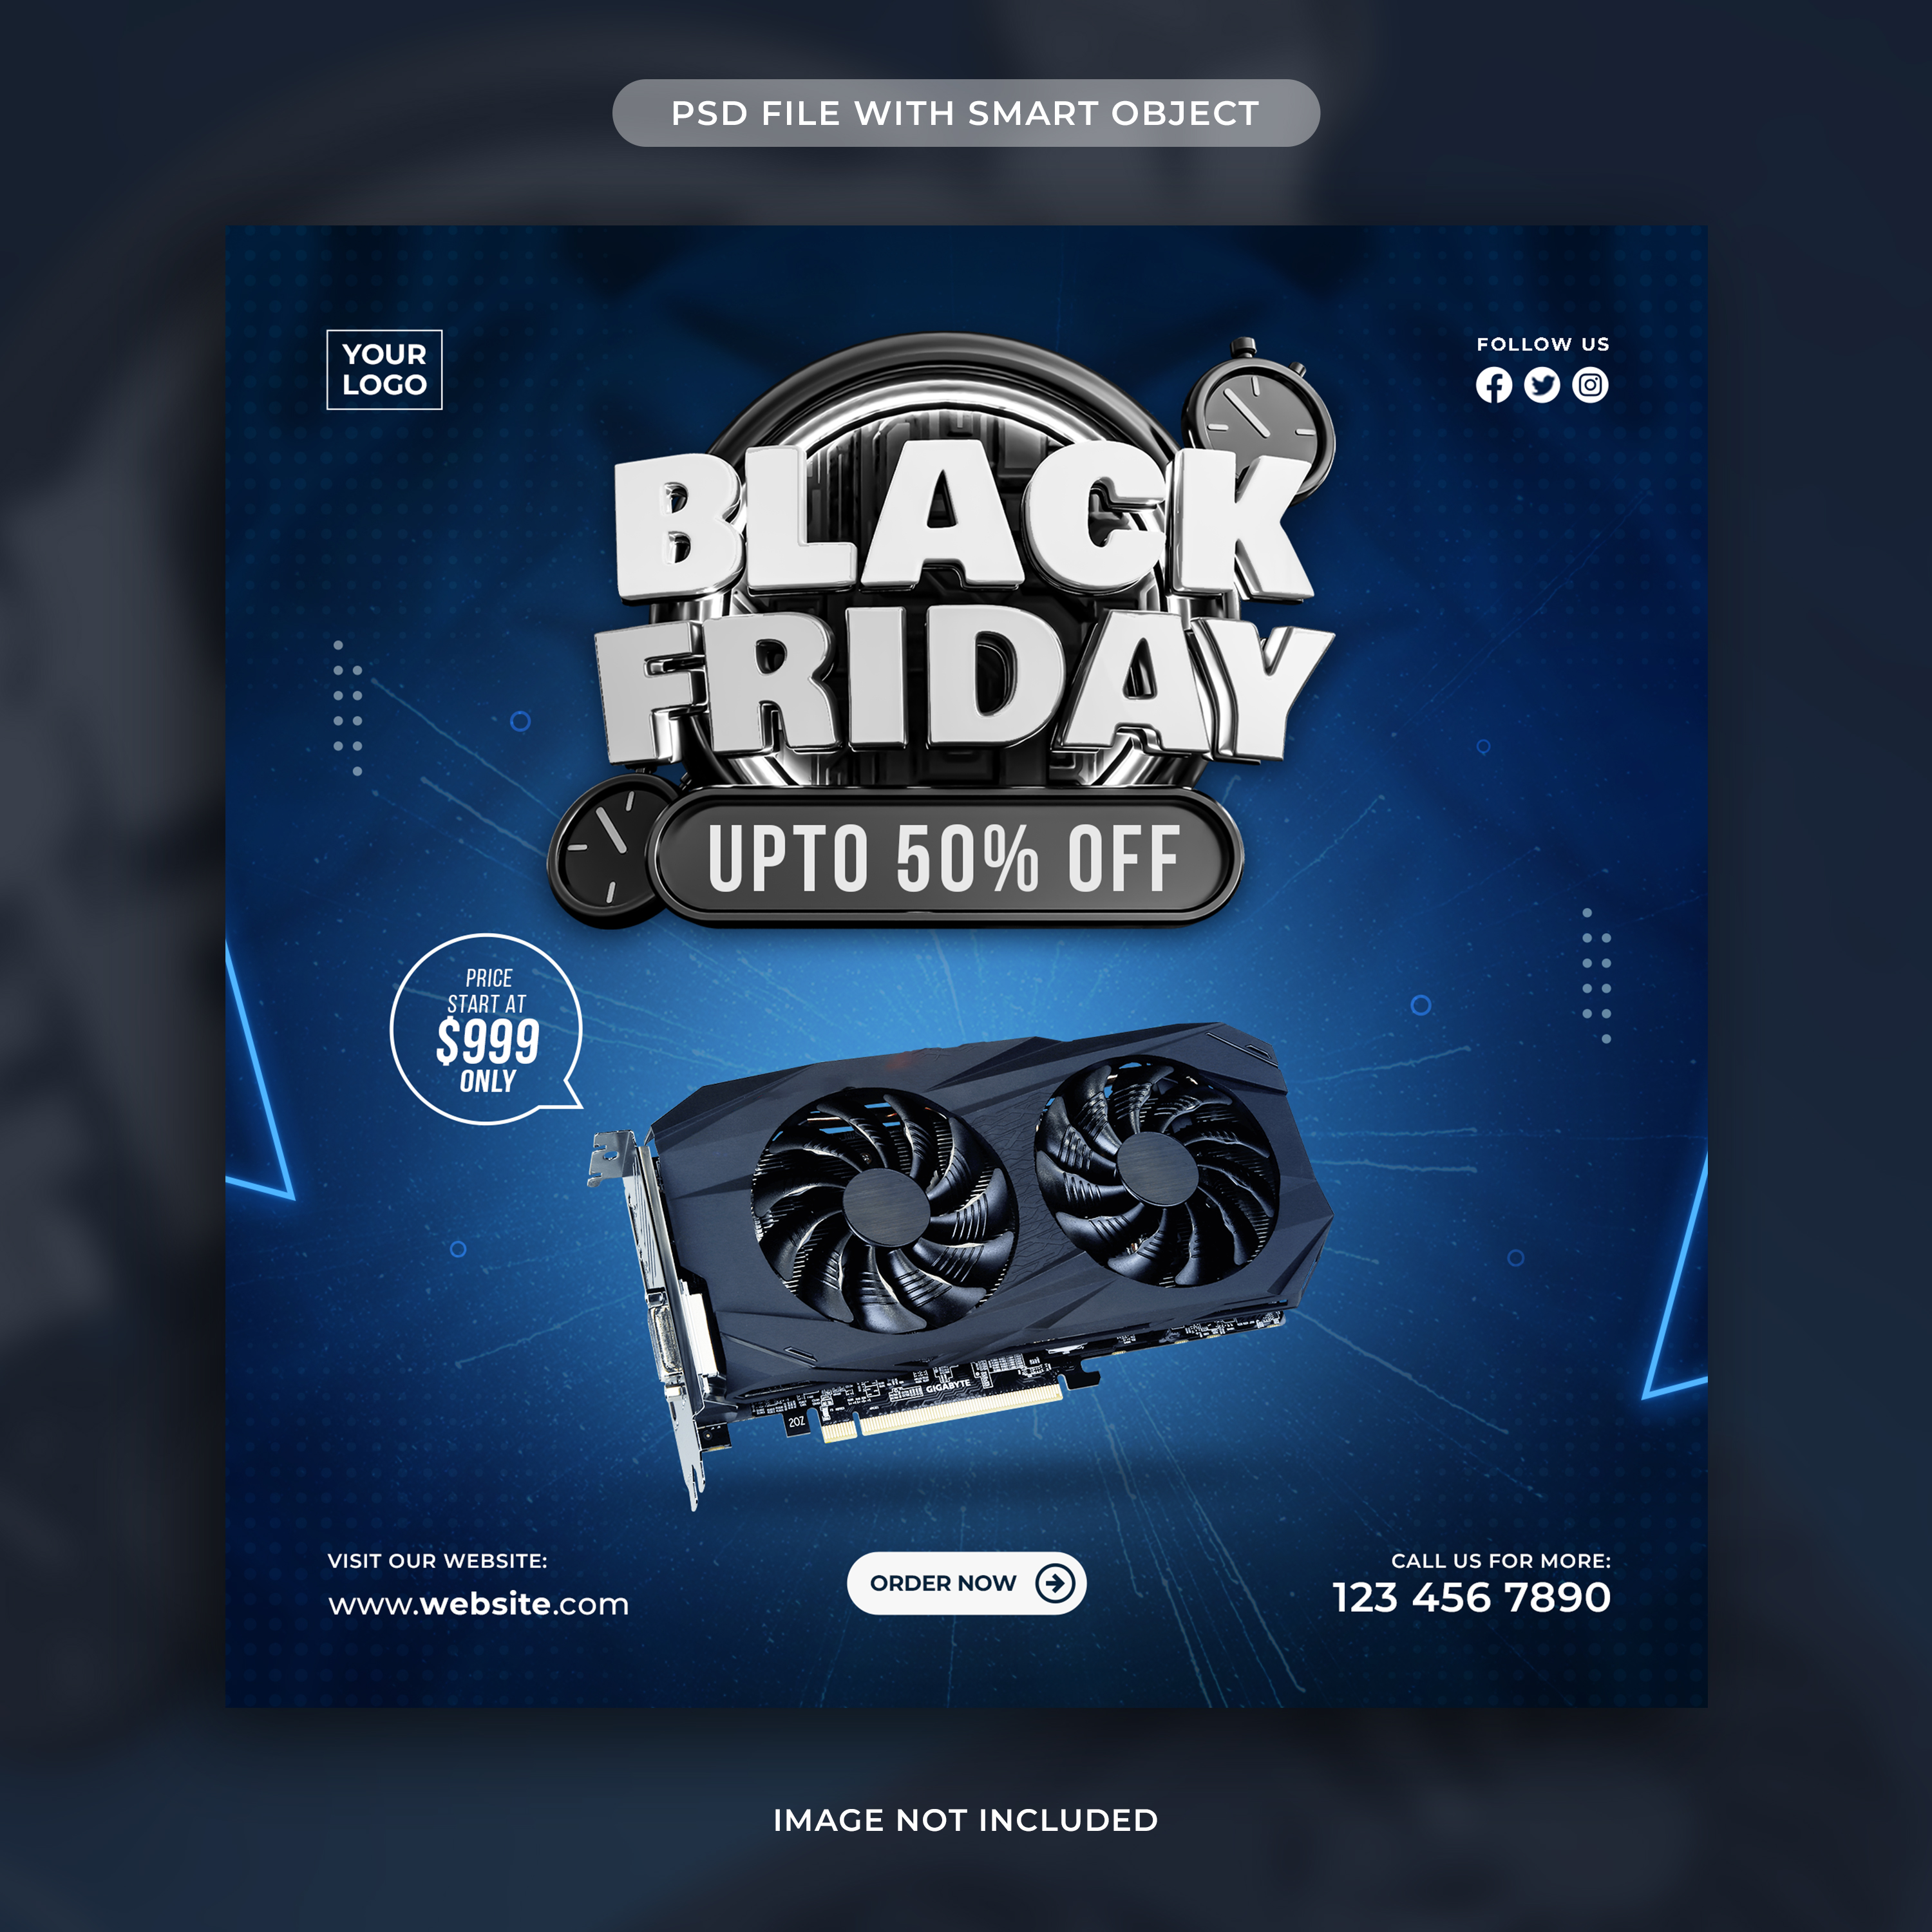 PSD FILE WITH SMART OBJECT
YOUR
LOGO
FOLLOW US
BLACK
FRIDAY
UPTO 50% OFF
PRICE
START AT
$999
ONLY
GIGABYTE
2OZ
VISIT OUR WEBSITE:
www.website.com
ORDER NOW
CALL US FOR MORE:
123 456 7890
IMAGE NOT INCLUDED